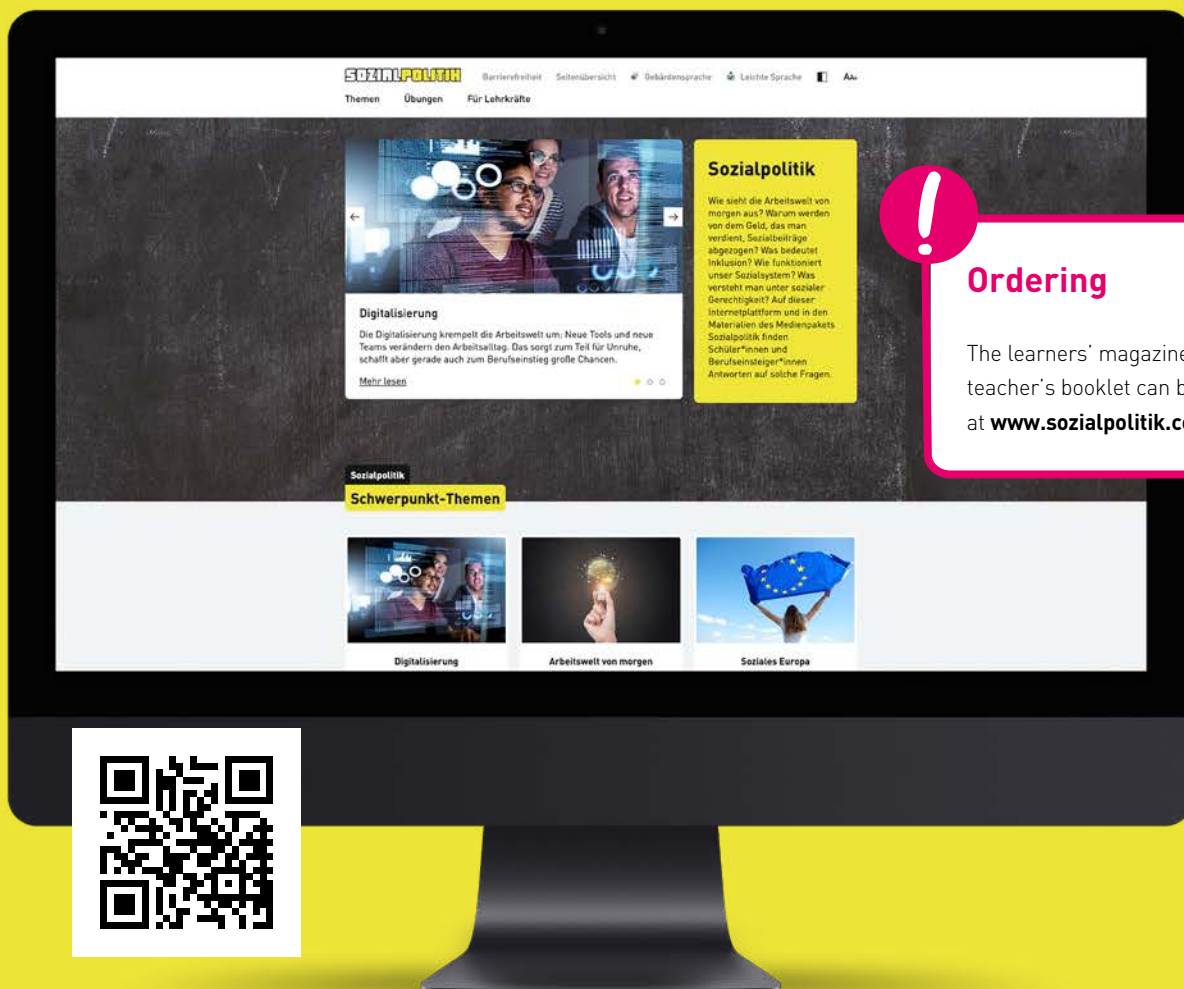 SOZIALPOLITIK
Barrierefreiheit Seitenübersicht Gebärdensprache Leichte Sprache AAA
Themen Übungen Für Lehrkräfte
Digitalisierung
Die Digitalisierung krempelt die Arbeitswelt um: Neue Tools und neue
Teams verändern den Arbeitsalltag. Das sorgt zum Teil für Unruhe,
schafft aber gerade auch zum Berufseinstieg große Chancen.
Mehr lesen
Sozialpolitik
Wie sieht die Arbeitswelt von
morgen aus? Warum werden
von dem Geld, das man
verdient, Sozialbeiträge
abgezogen? Was bedeutet
Inklusion? Wie funktioniert
unser Sozialsystem? Was
versteht man unter sozialer
Gerechtigkeit? Auf dieser
Internetplattform und in den
Materialien des Medienpakets
Sozialpolitik finden
Schüler*innen und
Berufseinsteiger*innen
Antworten auf solche Fragen.
!
Ordering
The learners’ magazine
teacher’s booklet can
at www.sozialpolitik.c
Sozialpolitik
Schwerpunkt-Themen
Digitalisierung
Arbeitswelt von morgen
Soziales Europa